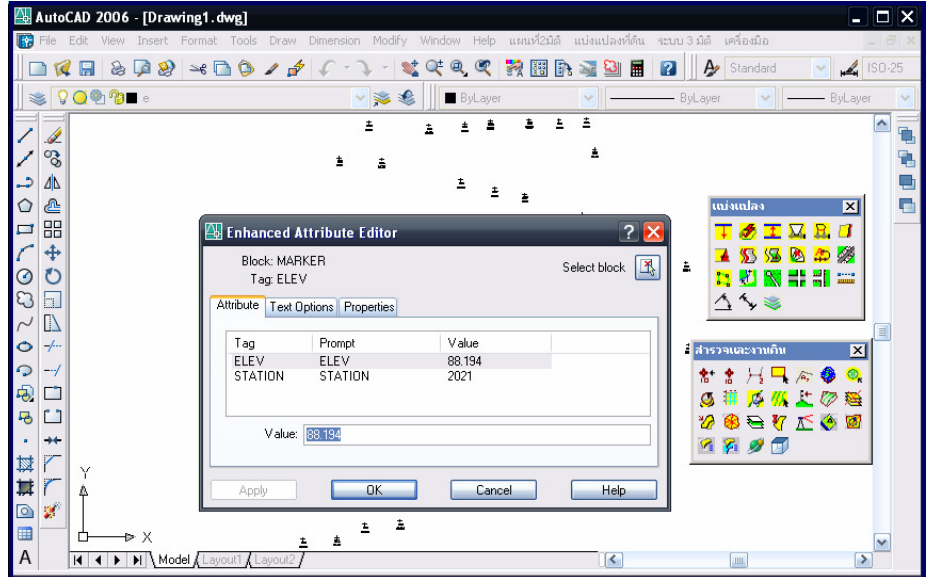 AutoCAD 2006 - [Drawing1.dwg]
File Edit View Insert Format Tools Draw Dimension Modify Window Help แผนที่2มิติ แบ่งแปลงที่ดิน ระบบ 3 มิติ เครื่องมือ
Standard ISO-25
e ByLayer ByLayer ByLayer
แบ่งแปลง
Enhanced Attribute Editor
Block: MARKER
Select block
Tag: ELEV
Attribute Text Options Properties
Tag Prompt Value
ELEV ELEV 88.194
STATION STATION 2021
Value: 88.194
Apply OK Cancel Help
สำรวจและงานดิน
Y
X
Model Layout1 Layout2